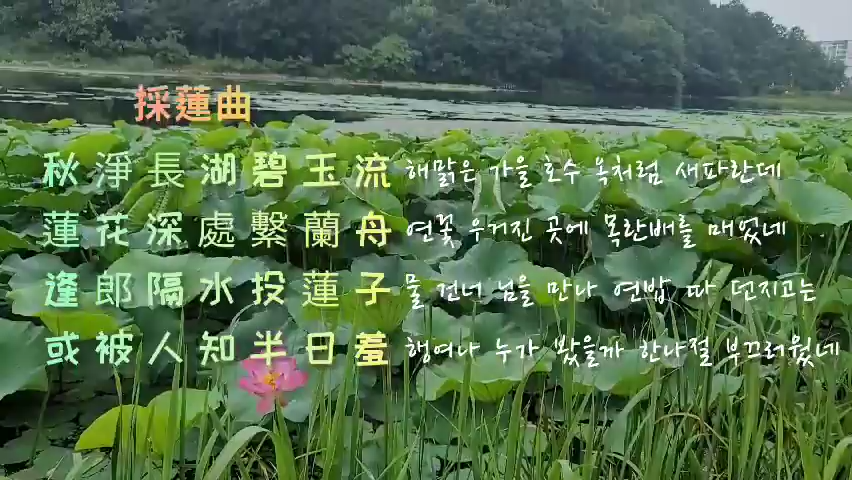 採蓮曲
秋淨長湖碧玉流 해맑은 가을 호수 옥처럼 새파란데
蓮花深處繫蘭舟 연꽃 우거진 곳에 목란배를 매었네
逢郎隔水投蓮子 물 건너 님을 만나 연밥 따 던지고는
或被人知半日羞 행여나 누가 봤을까 한나절 부끄러웠네